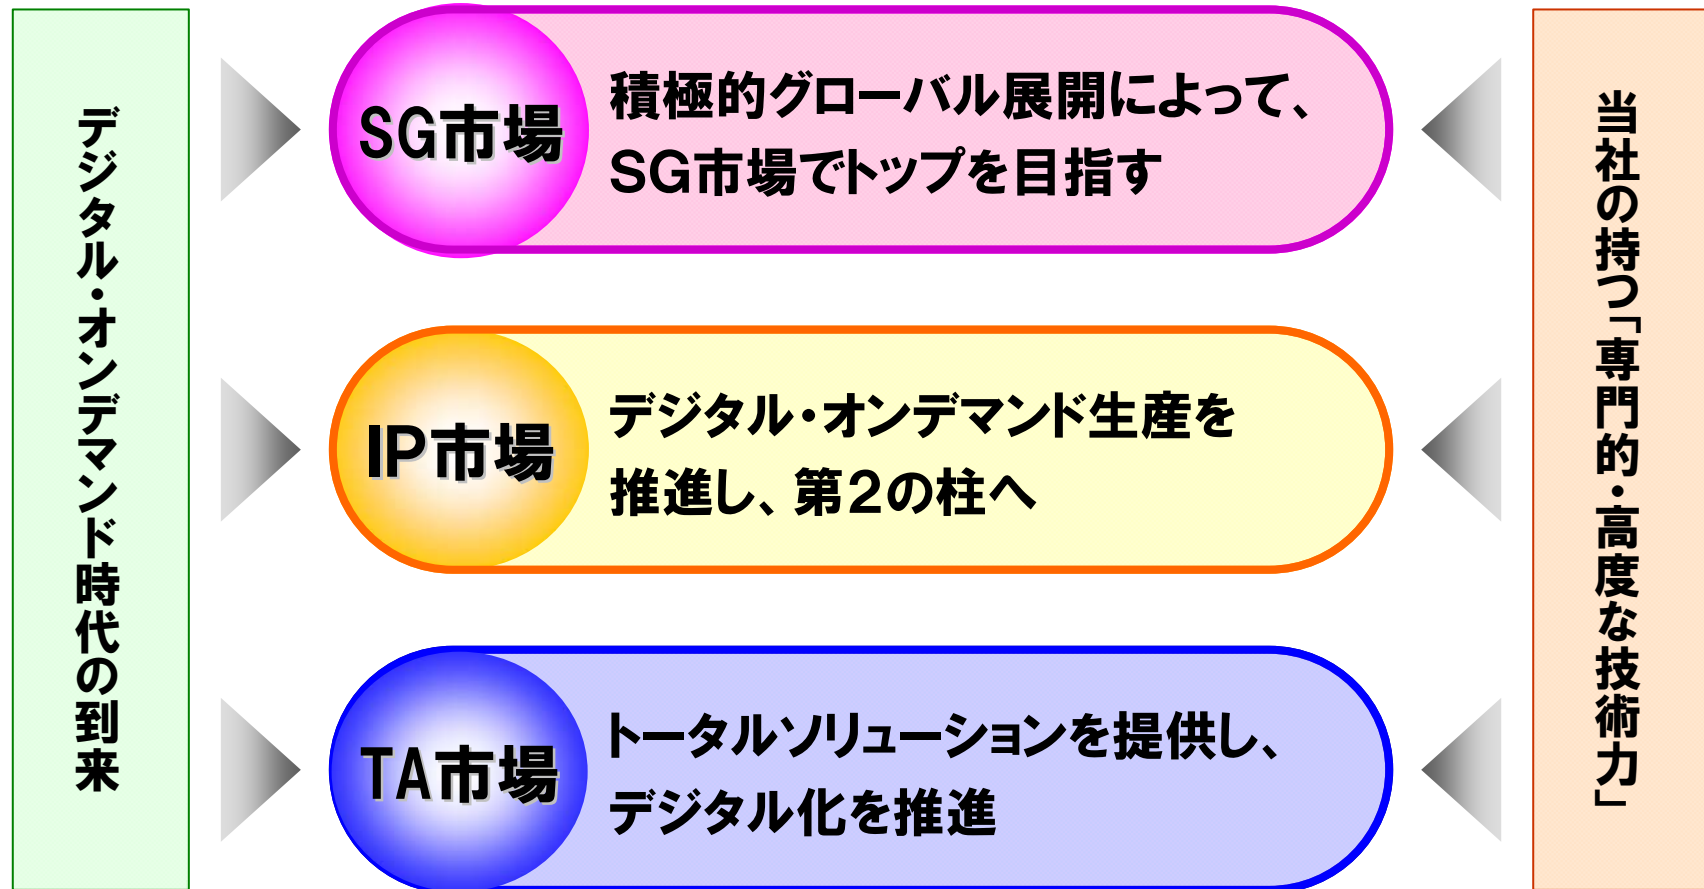 デジタル・オンデマンド時代の到来
SG市場
積極的グローバル展開によって、
SG市場でトップを目指す
IP市場
デジタル・オンデマンド生産を
推進し、第２の柱へ
TA市場
トータルソリューションを提供し、
デジタル化を推進
当社の持つ「専門的・高度な技術力」